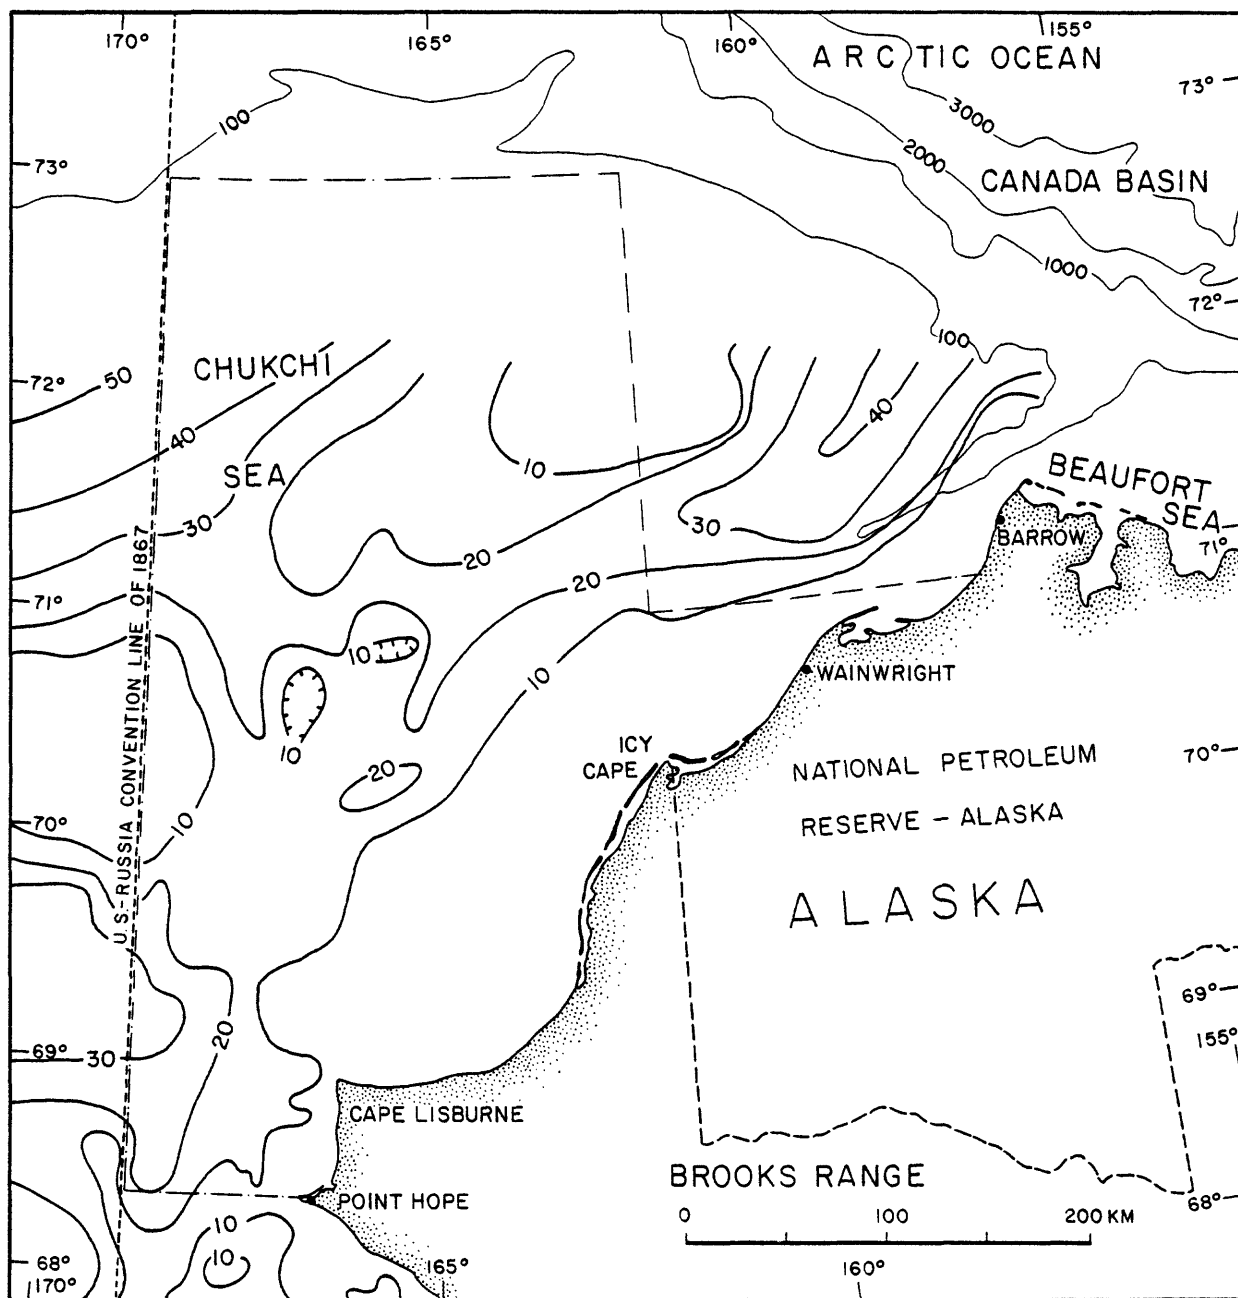 170°
165°
160°
155°
ARCTIC OCEAN
73°
3000
100
2000
73°
CANADA BASIN
1000
72°
100
CHUKCHI
50
72°
40
40
10
SEA
BEAUFORT
SEA
30
30
BARROW
71°
20
20
71°
10
10
WAINWRIGHT
10
ICY
CAPE
20
NATIONAL PETROLEUM
70°
RESERVE - ALASKA
10
70°
U.S.-RUSSIA CONVENTION LINE OF 1867
ALASKA
69°
20
155°
69°
30
CAPE LISBURNE
BROOKS RANGE
POINT HOPE
68°
0 100 200 KM
10
10
68°
170°
165°
160°